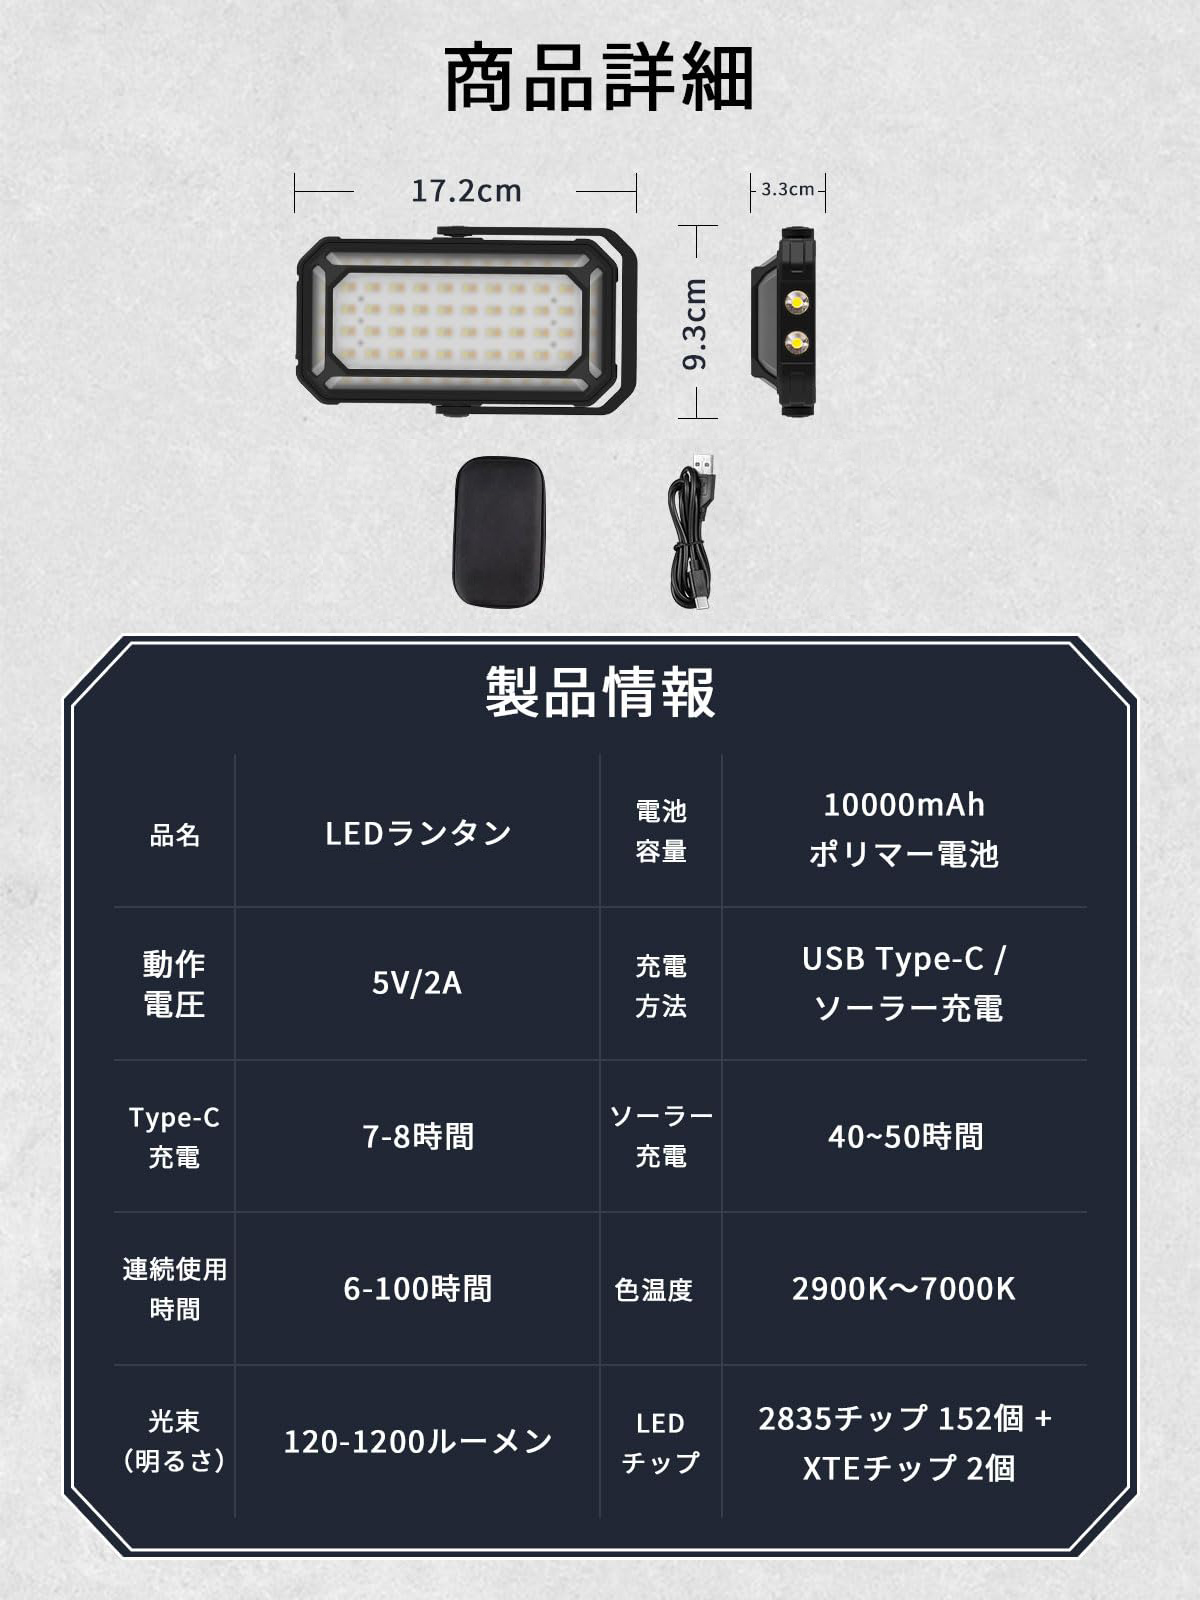 商品詳細
17.2cm
3.3cm
9.3cm
製品情報
品名
LEDランタン
電池
容量
10000mAh
ポリマー電池
動作
電圧
5V/2A
充電
方法
USB Type-C /
ソーラー充電
Type-C
充電
7-8時間
ソーラー
充電
40~50時間
連続使用
時間
6-100時間
色温度
2900K～7000K
光束
（明るさ）
120-1200ルーメン
LED
チップ
2835チップ 152個 +
XTEチップ 2個